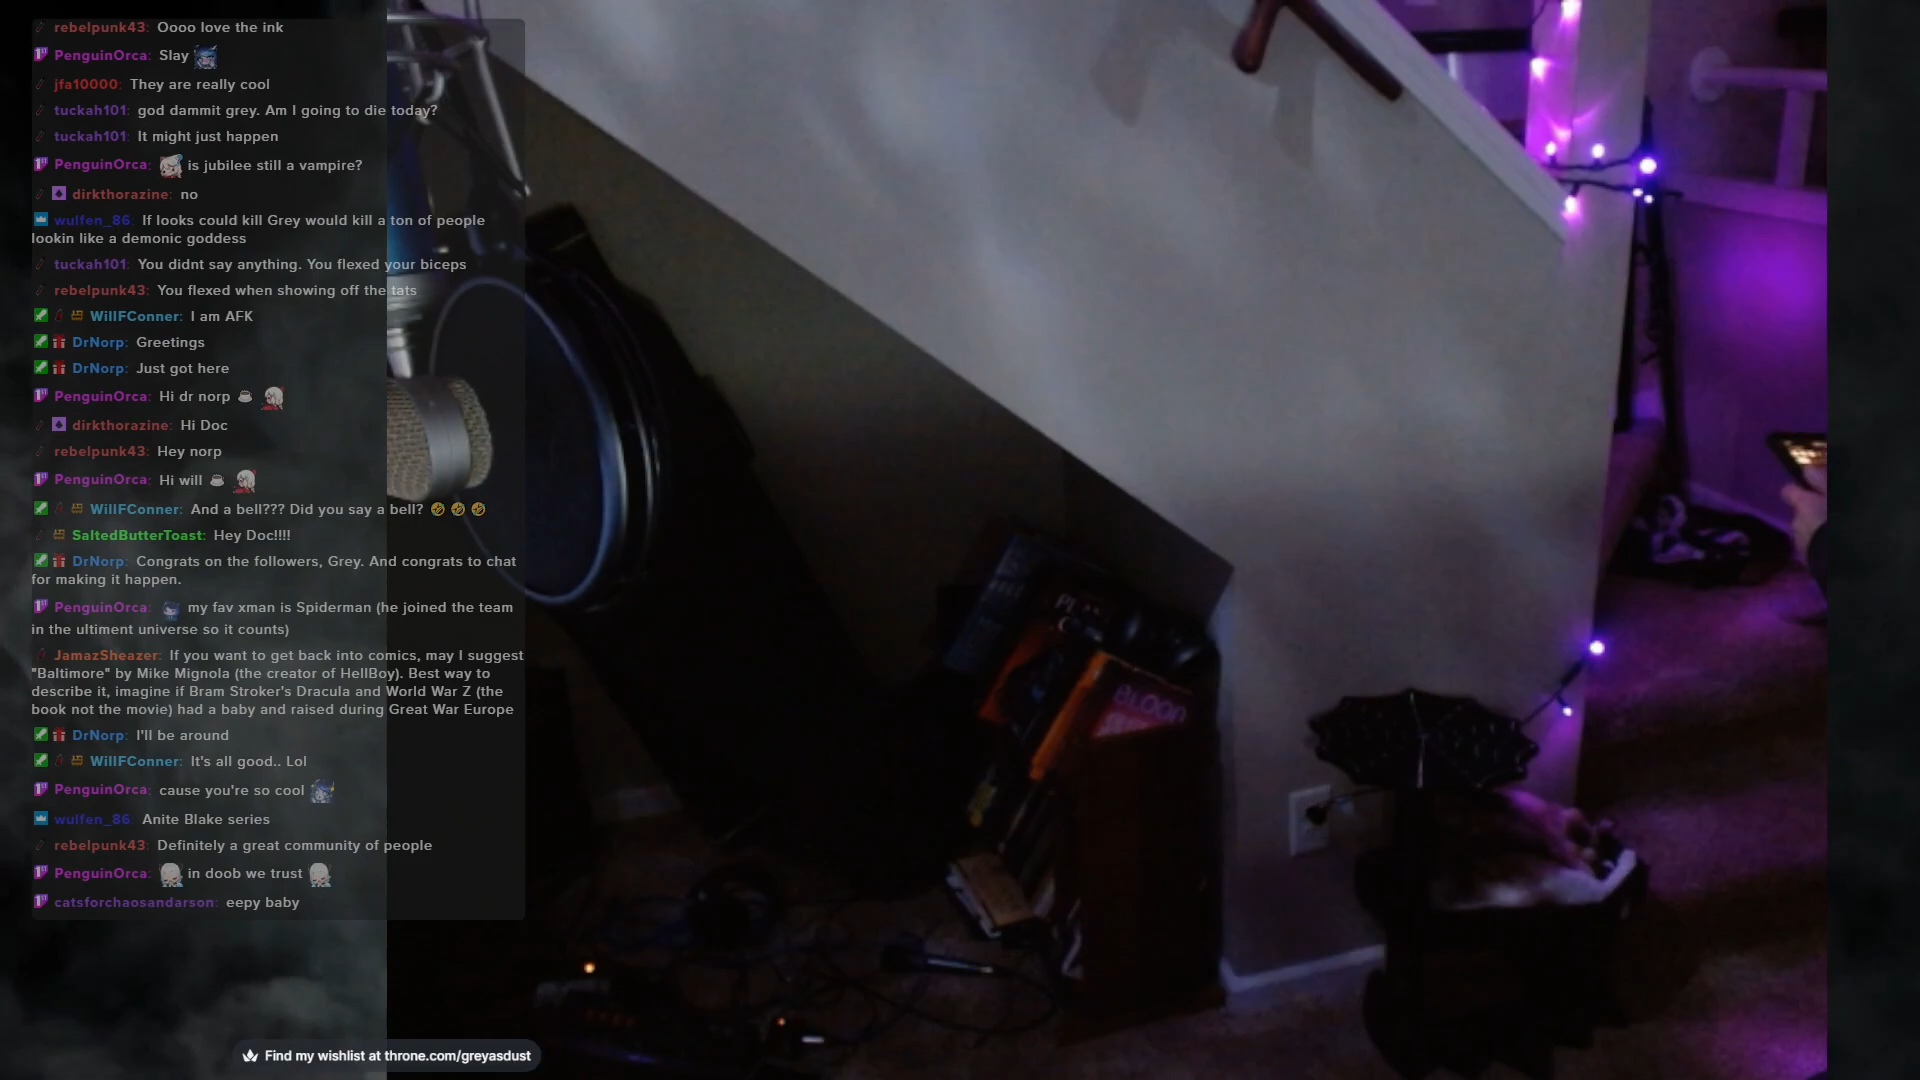 rebelpunk43: Oooo love the ink
PenguinOrca: Slay
jfa10000: They are really cool
tuckah101: god dammit grey. Am I going to die today?
tuckah101: It might just happen
PenguinOrca: is jubilee still a vampire?
dirkthorazine: no
wulfen_86: If looks could kill Grey would kill a ton of people
lookin like a demonic goddess
tuckah101: You didnt say anything. You flexed your biceps
rebelpunk43: You flexed when showing off the tats
WillFConner: I am AFK
DrNorp: Greetings
DrNorp: Just got here
PenguinOrca: Hi dr norp ☕
dirkthorazine: Hi Doc
rebelpunk43: Hey norp
PenguinOrca: Hi will ☕
WillFConner: And a bell??? Did you say a bell? 🤣 🤣 🤣
SaltedButterToast: Hey Doc!!!!
DrNorp: Congrats on the followers, Grey. And congrats to chat
for making it happen.
PenguinOrca: my fav xman is Spiderman (he joined the team
in the ultiment universe so it counts)
JamazSheazer: If you want to get back into comics, may I suggest
"Baltimore" by Mike Mignola (the creator of HellBoy). Best way to
describe it, imagine if Bram Stroker's Dracula and World War Z (the
book not the movie) had a baby and raised during Great War Europe
DrNorp: I'll be around
WillFConner: It's all good.. Lol
PenguinOrca: cause you're so cool
wulfen_86: Anite Blake series
rebelpunk43: Definitely a great community of people
PenguinOrca: in doob we trust
catsforchaosandarson: eepy baby
BLOOD
Find my wishlist at throne.com/greyasdust